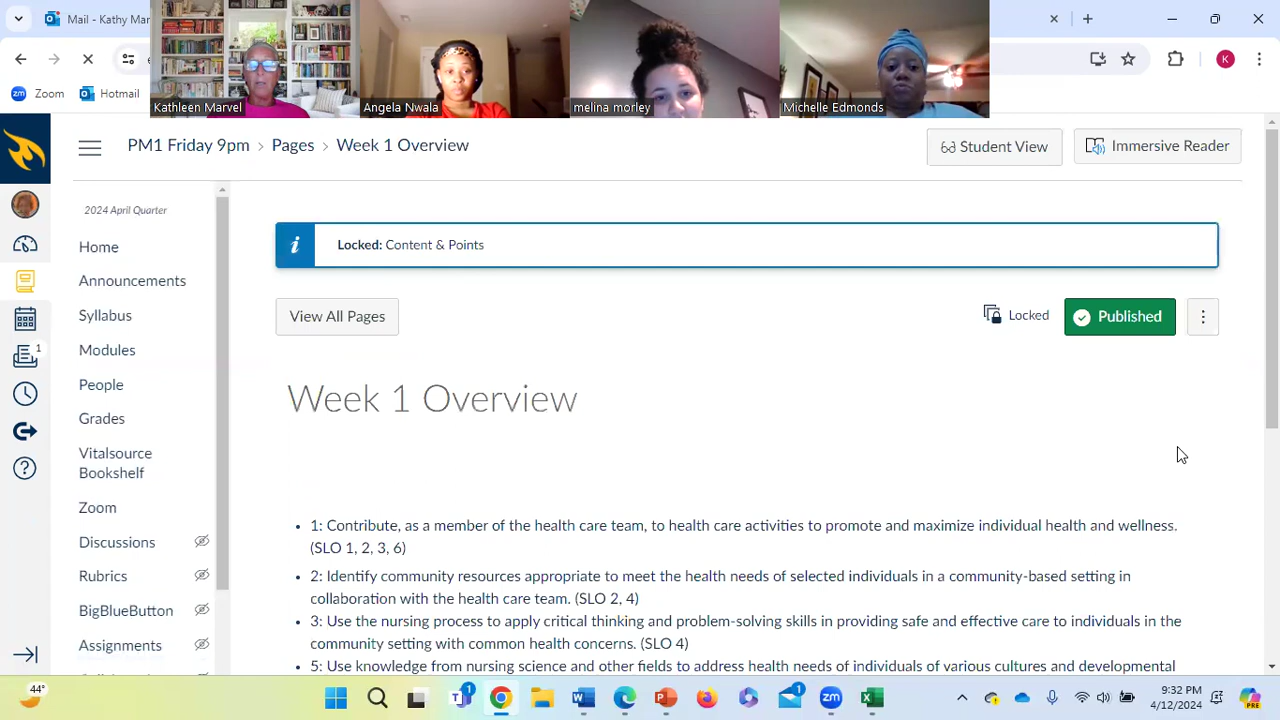 Mail - Kathy Mar
Kathleen Marvel
Angela Nwala
melina morley
Michelle Edmonds
K
zm Zoom
Hotmail
PM1 Friday 9pm > Pages > Week 1 Overview
Student View
Immersive Reader
2024 April Quarter
Home
Announcements
Syllabus
Modules
People
Grades
Vitalsource
Bookshelf
Zoom
Discussions
Rubrics
BigBlueButton
Assignments
1
i Locked: Content & Points
View All Pages
Locked
Published
Week 1 Overview
• 1: Contribute, as a member of the health care team, to health care activities to promote and maximize individual health and wellness.
(SLO 1, 2, 3, 6)
• 2: Identify community resources appropriate to meet the health needs of selected individuals in a community-based setting in
collaboration with the health care team. (SLO 2, 4)
• 3: Use the nursing process to apply critical thinking and problem-solving skills in providing safe and effective care to individuals in the
community setting with common health concerns. (SLO 4)
• 5: Use knowledge from nursing science and other fields to address health needs of individuals of various cultures and developmental
44°
1
1
zm
9:32 PM
4/12/2024
PRE